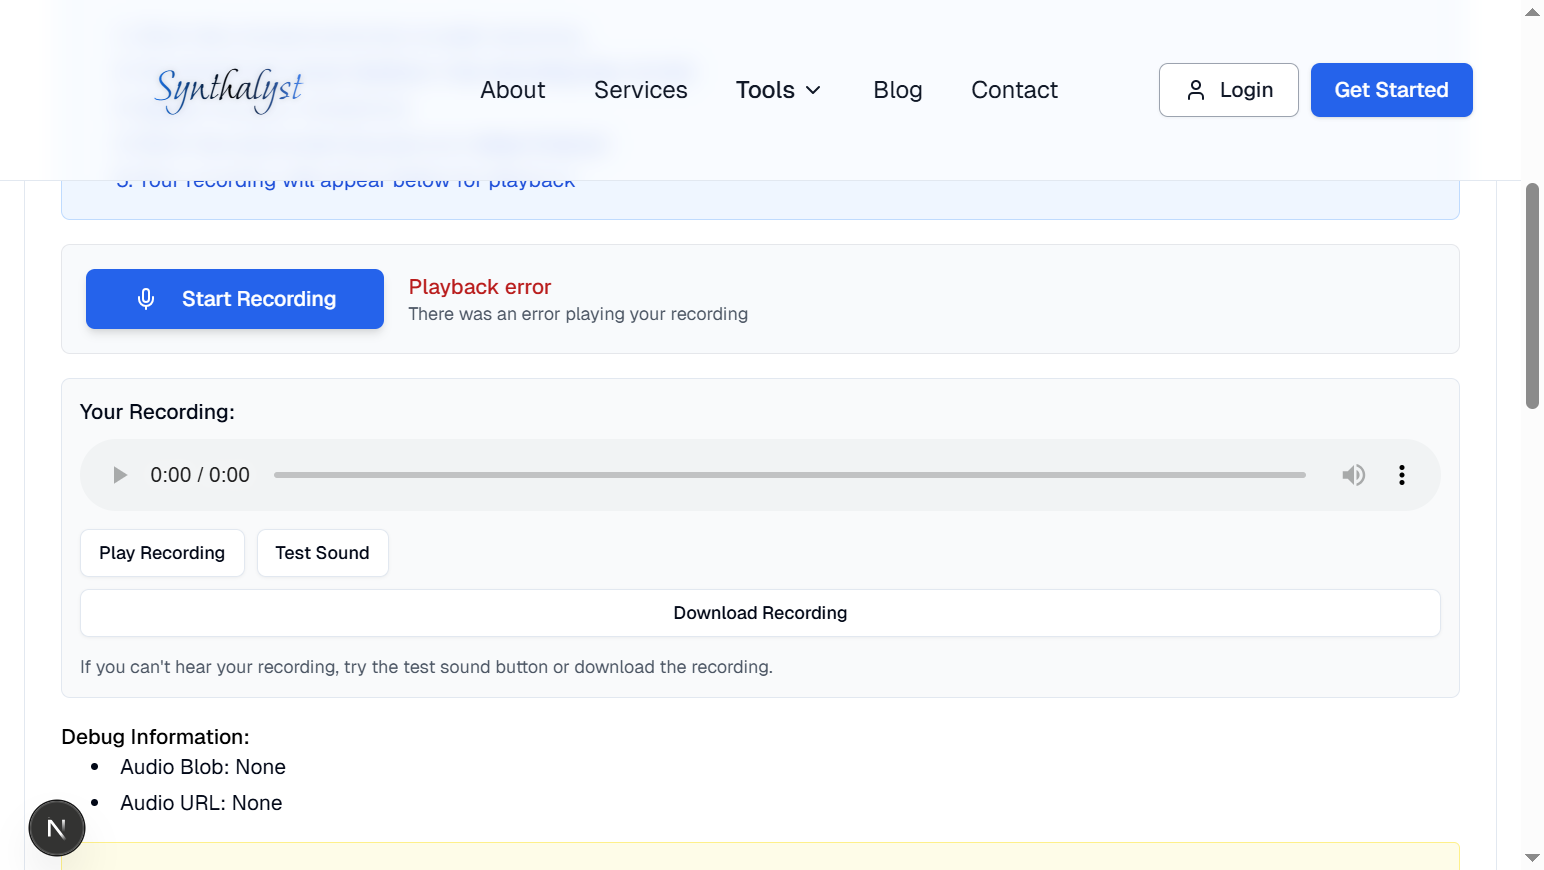 Synthalyst
About
Services
Tools
Blog
Contact
Login
Get Started
5. Your recording will appear below for playback
Start Recording
Playback error
There was an error playing your recording
Your Recording:
0:00 / 0:00
Play Recording
Test Sound
Download Recording
If you can't hear your recording, try the test sound button or download the recording.
Debug Information:
Audio Blob: None
Audio URL: None
N